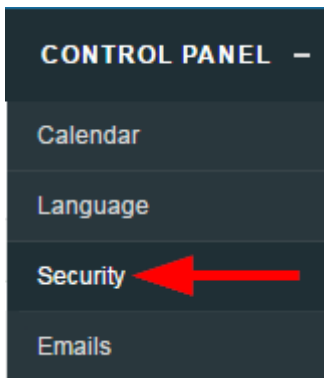 CONTROL PANEL –
Calendar
Language
Security
Emails